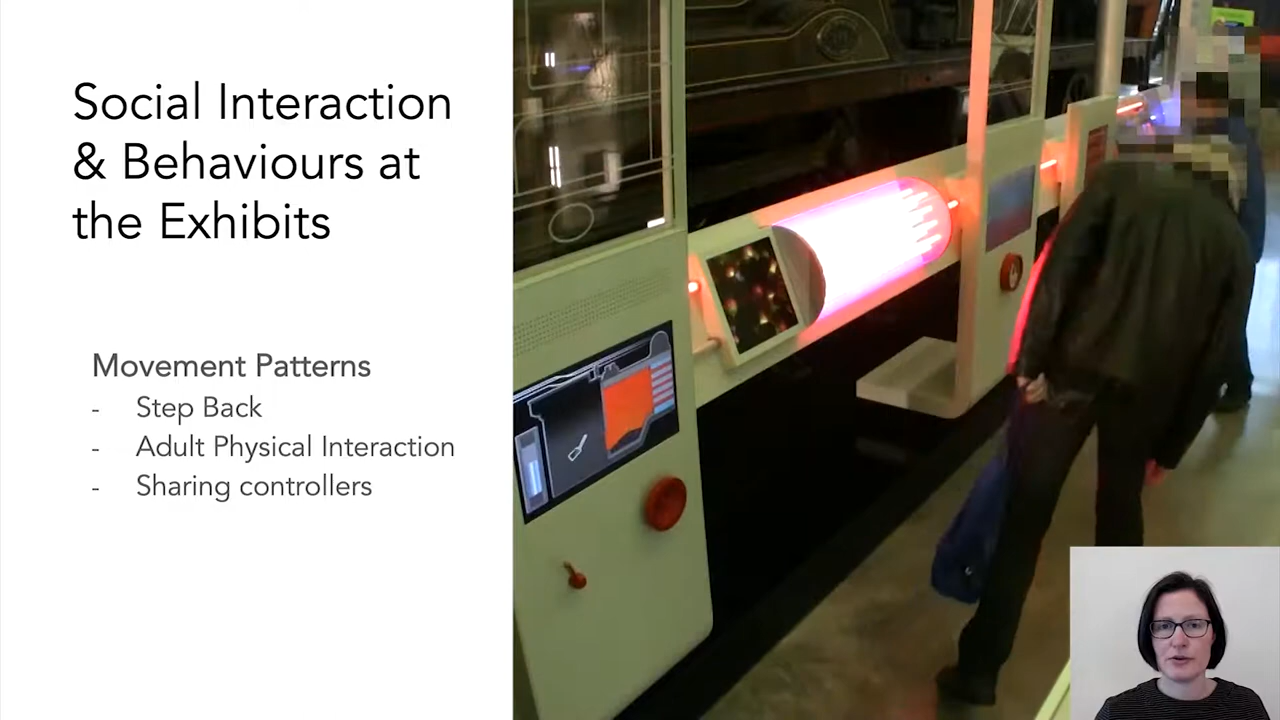 Social Interaction
& Behaviours at
the Exhibits
Movement Patterns
- Step Back
- Adult Physical Interaction
- Sharing controllers